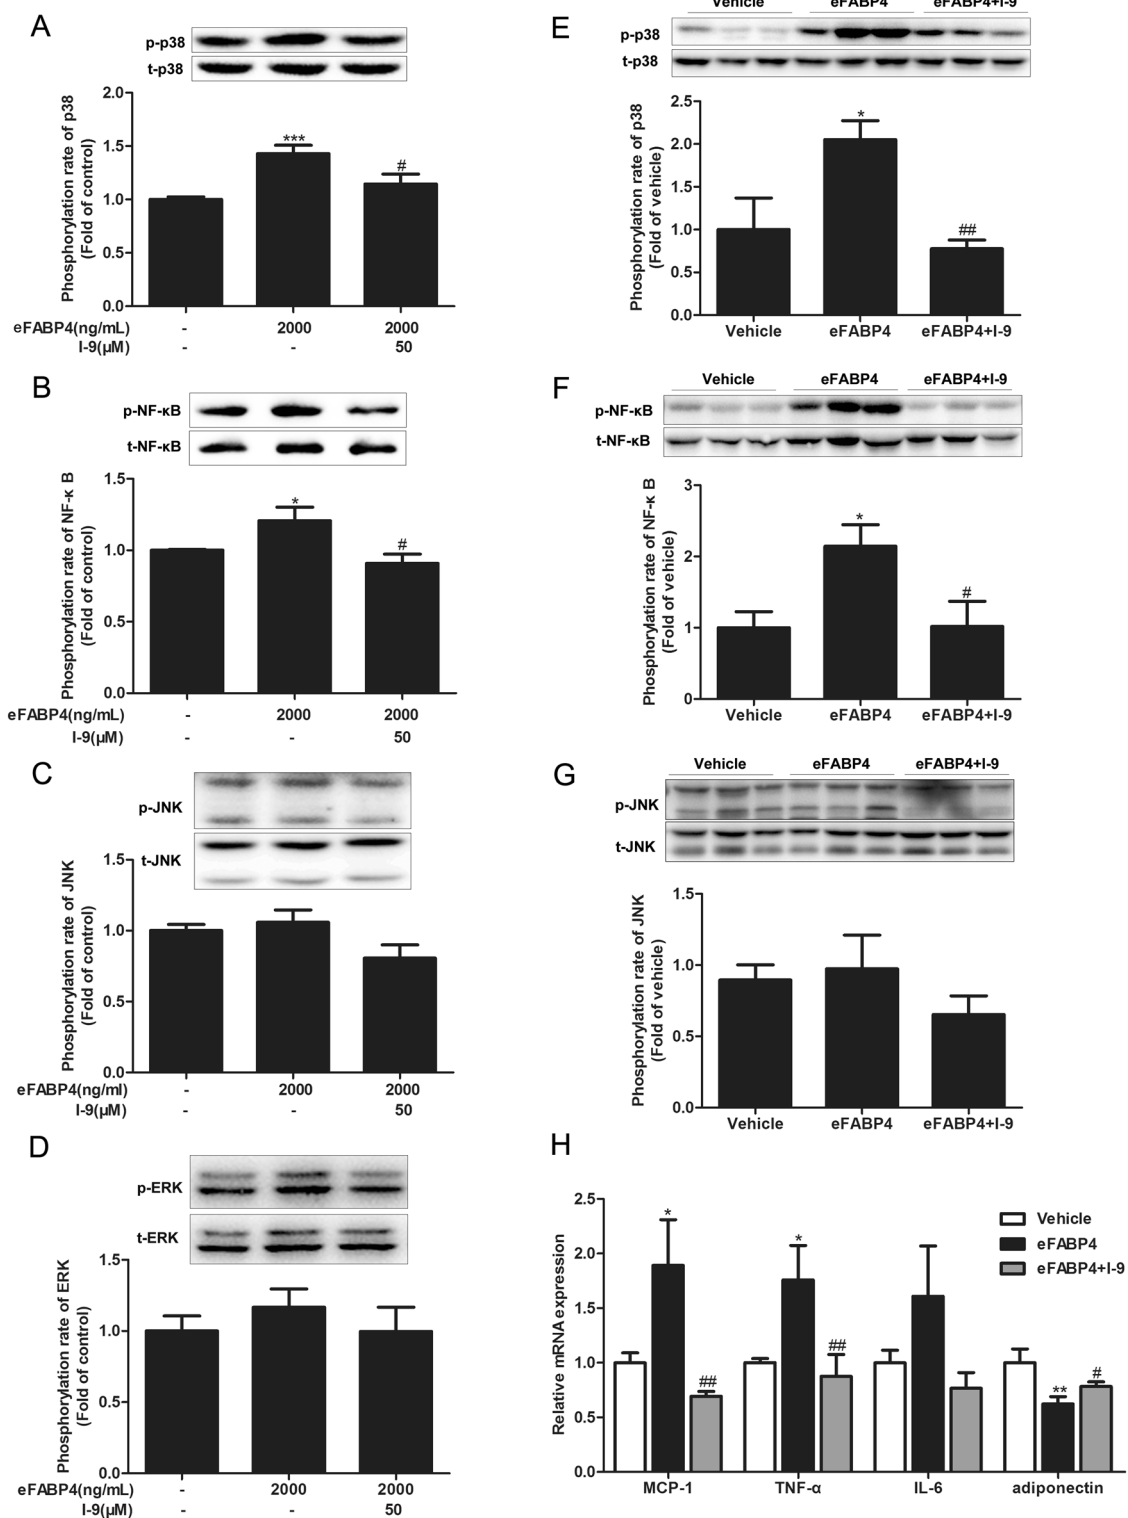 A
p-p38
t-p38
Phosphorylation rate of p38
(Fold of control)
2.0
1.5
1.0
0.5
0.0
***
#
eFABP4(ng/mL) - 2000 2000
I-9(μM) - - 50
B
p-NF-κB
t-NF-κB
Phosphorylation rate of NF-κ B
(Fold of control)
1.5
1.0
0.5
0.0
*
#
eFABP4(ng/mL) - 2000 2000
I-9(μM) - - 50
C
p-JNK
t-JNK
Phosphorylation rate of JNK
(Fold of control)
1.5
1.0
0.5
0.0
eFABP4(ng/ml) - 2000 2000
I-9(μM) - - 50
D
p-ERK
t-ERK
Phosphorylation rate of ERK
(Fold of control)
1.5
1.0
0.5
0.0
eFABP4(ng/mL) - 2000 2000
I-9(μM) - - 50
E
Vehicle eFABP4 eFABP4+I-9
p-p38
t-p38
Phosphorylation rate of p38
(Fold of vehicle)
2.5
2.0
1.5
1.0
0.5
0.0
*
##
Vehicle eFABP4 eFABP4+I-9
F
Vehicle eFABP4 eFABP4+I-9
p-NF-κB
t-NF-κB
Phosphorylation rate of NF-κ B
(Fold of vehicle)
3
2
1
0
*
#
Vehicle eFABP4 eFABP4+I-9
G
Vehicle eFABP4 eFABP4+I-9
p-JNK
t-JNK
Phosphorylation rate of JNK
(Fold of vehicle)
1.5
1.0
0.5
0.0
Vehicle eFABP4 eFABP4+I-9
H
Relative mRNA expression
2.5
2.0
1.5
1.0
0.5
0.0
*
##
*
##
**
#
Vehicle
eFABP4
eFABP4+I-9
MCP-1 TNF-α IL-6 adiponectin